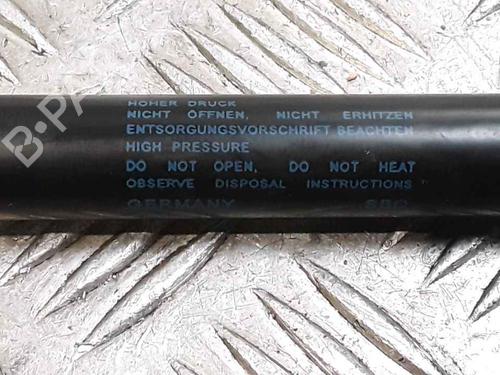 HOHER DRUCK
NICHT ÖFFNEN, NICHT ERHITZEN
ENTSORGUNGSVORSCHRIFT BEACHTEN
HIGH PRESSURE
DO NOT OPEN, DO NOT HEAT
OBSERVE DISPOSAL INSTRUCTIONS
GERMANY